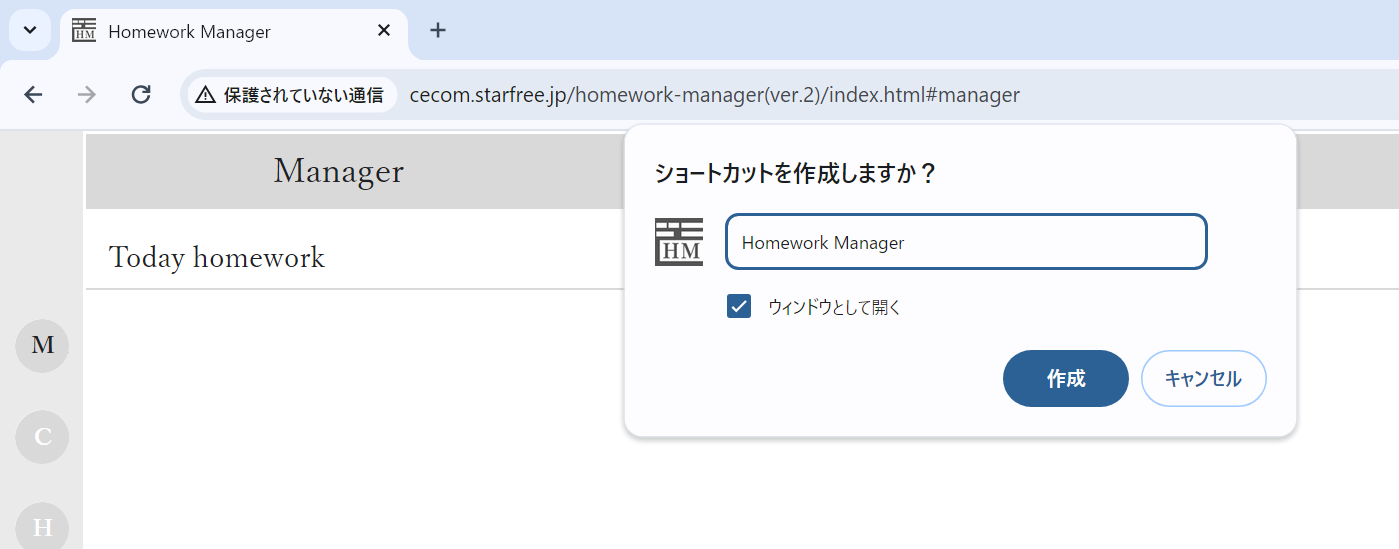 HM Homework Manager
保護されていない通信 cecom.starfree.jp/homework-manager(ver.2)/index.html#manager
Manager
Today homework
M
C
H
ショートカットを作成しますか？
HM Homework Manager
ウィンドウとして開く
作成 キャンセル